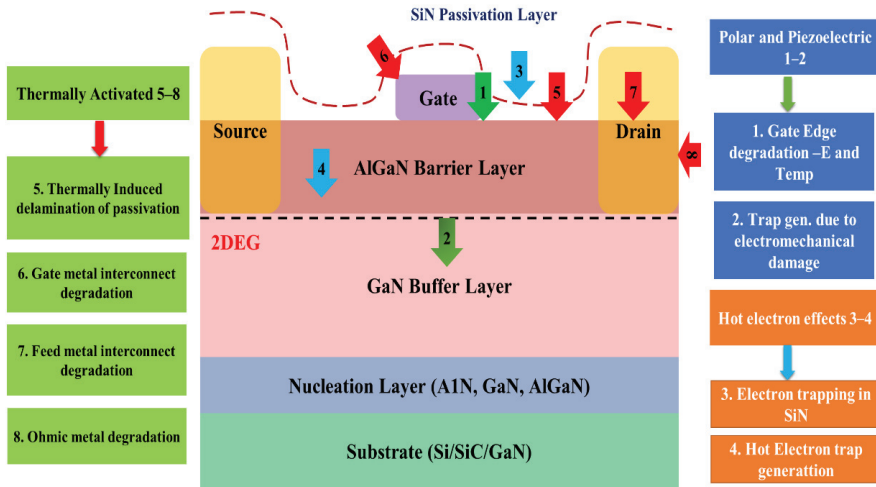 SiN Passivation Layer
Thermally Activated 5–8
5. Thermally Induced
delamination of passivation
6. Gate metal interconnect
degradation
7. Feed metal interconnect
degradation
8. Ohmic metal degradation
6
3
1
5
7
Gate
Source
Drain
8
AlGaN Barrier Layer
4
2DEG
2
GaN Buffer Layer
Nucleation Layer (A1N, GaN, AlGaN)
Substrate (Si/SiC/GaN)
Polar and Piezoelectric
1–2
1. Gate Edge
degradation –E and
Temp
2. Trap gen. due to
electromechanical
damage
Hot electron effects 3–4
3. Electron trapping in
SiN
4. Hot Electron trap
generattion